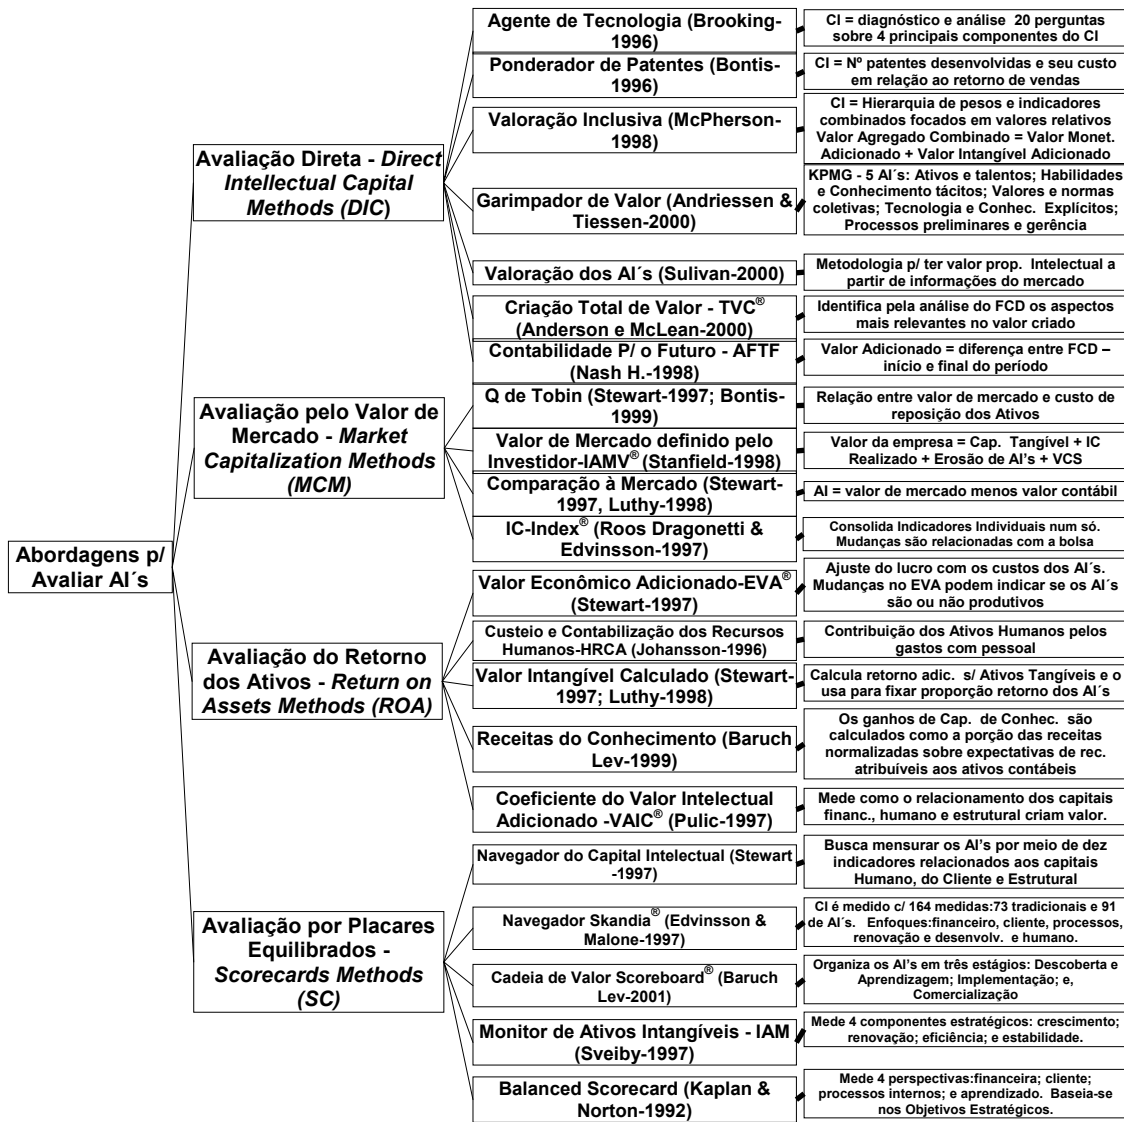 Abordagens p/
Avaliar AI´s
Avaliação Direta - Direct
Intellectual Capital
Methods (DIC)
Agente de Tecnologia (Brooking-
1996)
CI = diagnóstico e análise 20 perguntas
sobre 4 principais componentes do CI
Ponderador de Patentes (Bontis-
1996)
CI = Nº patentes desenvolvidas e seu custo
em relação ao retorno de vendas
Valoração Inclusiva (McPherson-
1998)
CI = Hierarquia de pesos e indicadores
combinados focados em valores relativos
Valor Agregado Combinado = Valor Monet.
Adicionado + Valor Intangível Adicionado
Garimpador de Valor (Andriessen &
Tiessen-2000)
KPMG - 5 AI´s: Ativos e talentos; Habilidades
e Conhecimento tácitos; Valores e normas
coletivas; Tecnologia e Conhec. Explícitos;
Processos preliminares e gerência
Valoração dos AI´s (Sulivan-2000)
Metodologia p/ ter valor prop. Intelectual a
partir de informações do mercado
Criação Total de Valor - TVC®
(Anderson e McLean-2000)
Identifica pela análise do FCD os aspectos
mais relevantes no valor criado
Contabilidade P/ o Futuro - AFTF
(Nash H.-1998)
Valor Adicionado = diferença entre FCD –
início e final do período
Avaliação pelo Valor de
Mercado - Market
Capitalization Methods
(MCM)
Q de Tobin (Stewart-1997; Bontis-
1999)
Relação entre valor de mercado e custo de
reposição dos Ativos
Valor de Mercado definido pelo
Investidor-IAMV® (Stanfield-1998)
Valor da empresa = Cap. Tangível + IC
Realizado + Erosão de AI’s + VCS
Comparação à Mercado (Stewart-
1997, Luthy-1998)
AI = valor de mercado menos valor contábil
IC-Index® (Roos Dragonetti &
Edvinsson-1997)
Consolida Indicadores Individuais num só.
Mudanças são relacionadas com a bolsa
Avaliação do Retorno
dos Ativos - Return on
Assets Methods (ROA)
Valor Econômico Adicionado-EVA®
(Stewart-1997)
Ajuste do lucro com os custos dos AI´s.
Mudanças no EVA podem indicar se os AI´s
são ou não produtivos
Custeio e Contabilização dos Recursos
Humanos-HRCA (Johansson-1996)
Contribuição dos Ativos Humanos pelos
gastos com pessoal
Valor Intangível Calculado (Stewart-
1997; Luthy-1998)
Calcula retorno adic. s/ Ativos Tangíveis e o
usa para fixar proporção retorno dos AI´s
Receitas do Conhecimento (Baruch
Lev-1999)
Os ganhos de Cap. de Conhec. são
calculados como a porção das receitas
normalizadas sobre expectativas de rec.
atribuíveis aos ativos contábeis
Coeficiente do Valor Intelectual
Adicionado -VAIC® (Pulic-1997)
Mede como o relacionamento dos capitais
financ., humano e estrutural criam valor.
Avaliação por Placares
Equilibrados -
Scorecards Methods
(SC)
Navegador do Capital Intelectual (Stewart
-1997)
Busca mensurar os AI’s por meio de dez
indicadores relacionados aos capitais
Humano, do Cliente e Estrutural
Navegador Skandia® (Edvinsson &
Malone-1997)
CI é medido c/ 164 medidas:73 tradicionais e 91
de AI´s. Enfoques:financeiro, cliente, processos,
renovação e desenvolv. e humano.
Cadeia de Valor Scoreboard® (Baruch
Lev-2001)
Organiza os AI’s em três estágios: Descoberta e
Aprendizagem; Implementação; e,
Comercialização
Monitor de Ativos Intangíveis - IAM
(Sveiby-1997)
Mede 4 componentes estratégicos: crescimento;
renovação; eficiência; e estabilidade.
Balanced Scorecard (Kaplan &
Norton-1992)
Mede 4 perspectivas:financeira; cliente;
processos internos; e aprendizado. Baseia-se
nos Objetivos Estratégicos.